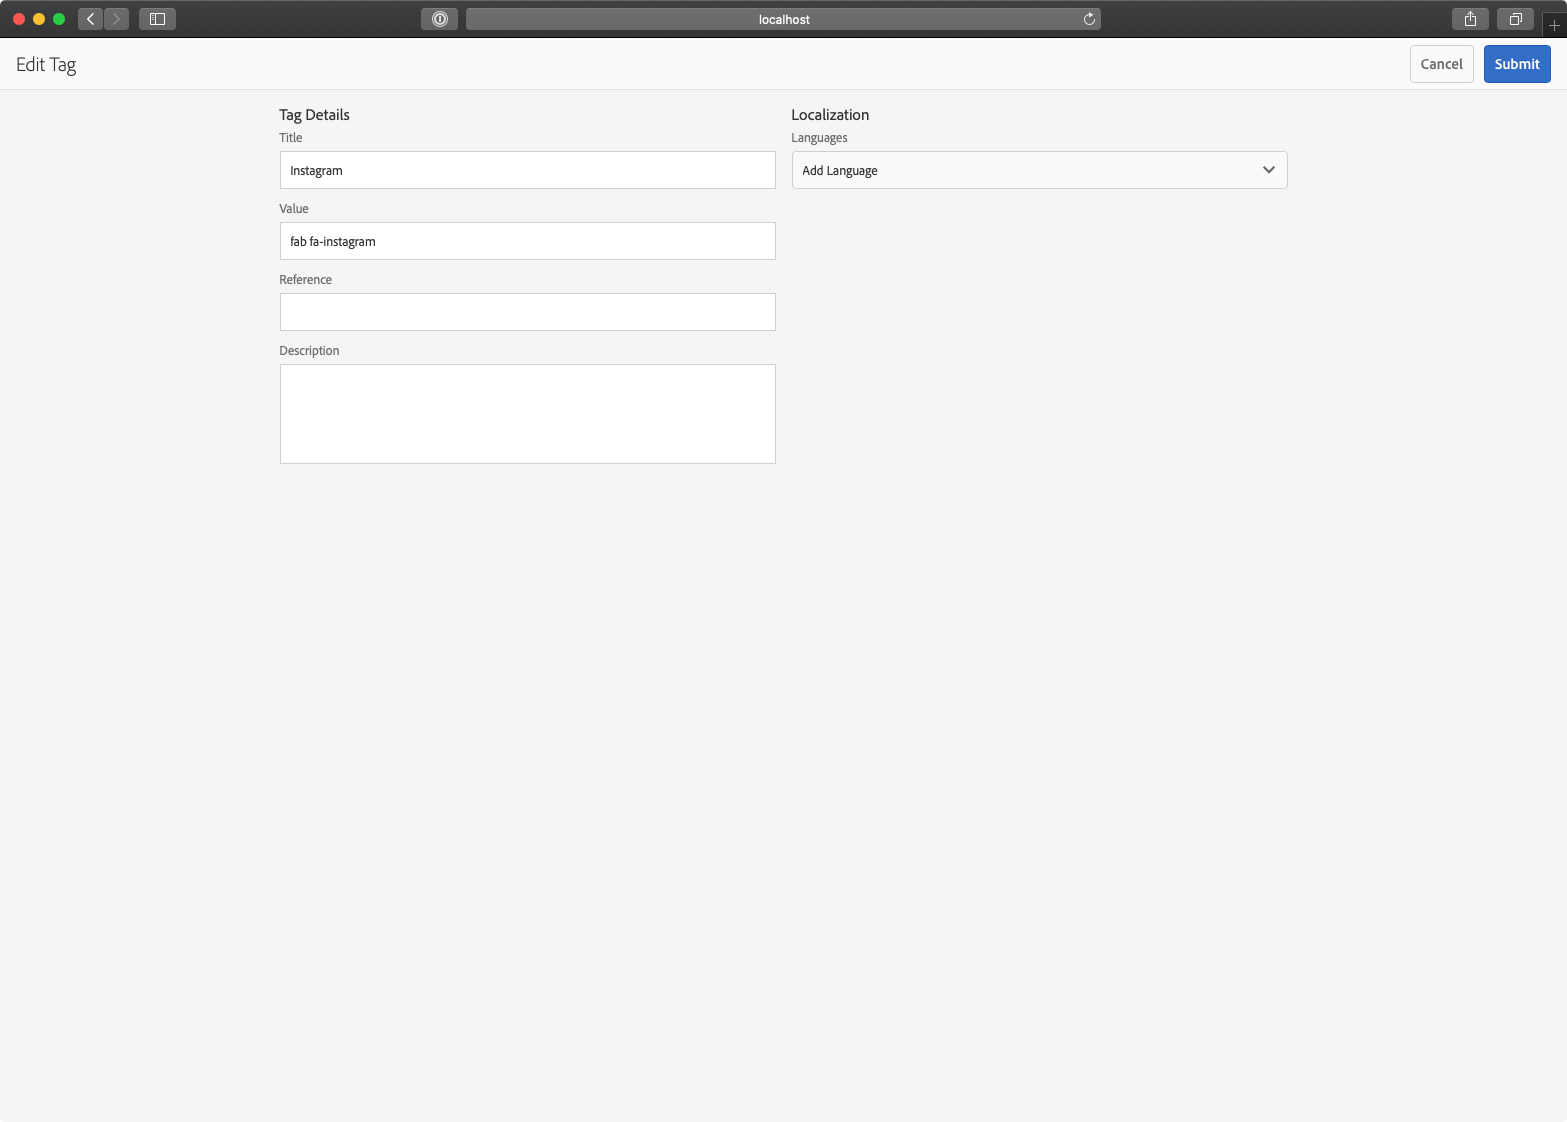 localhost
Edit Tag
Cancel
Submit
Tag Details
Title
Instagram
Value
fab fa-instagram
Reference
Description
Localization
Languages
Add Language